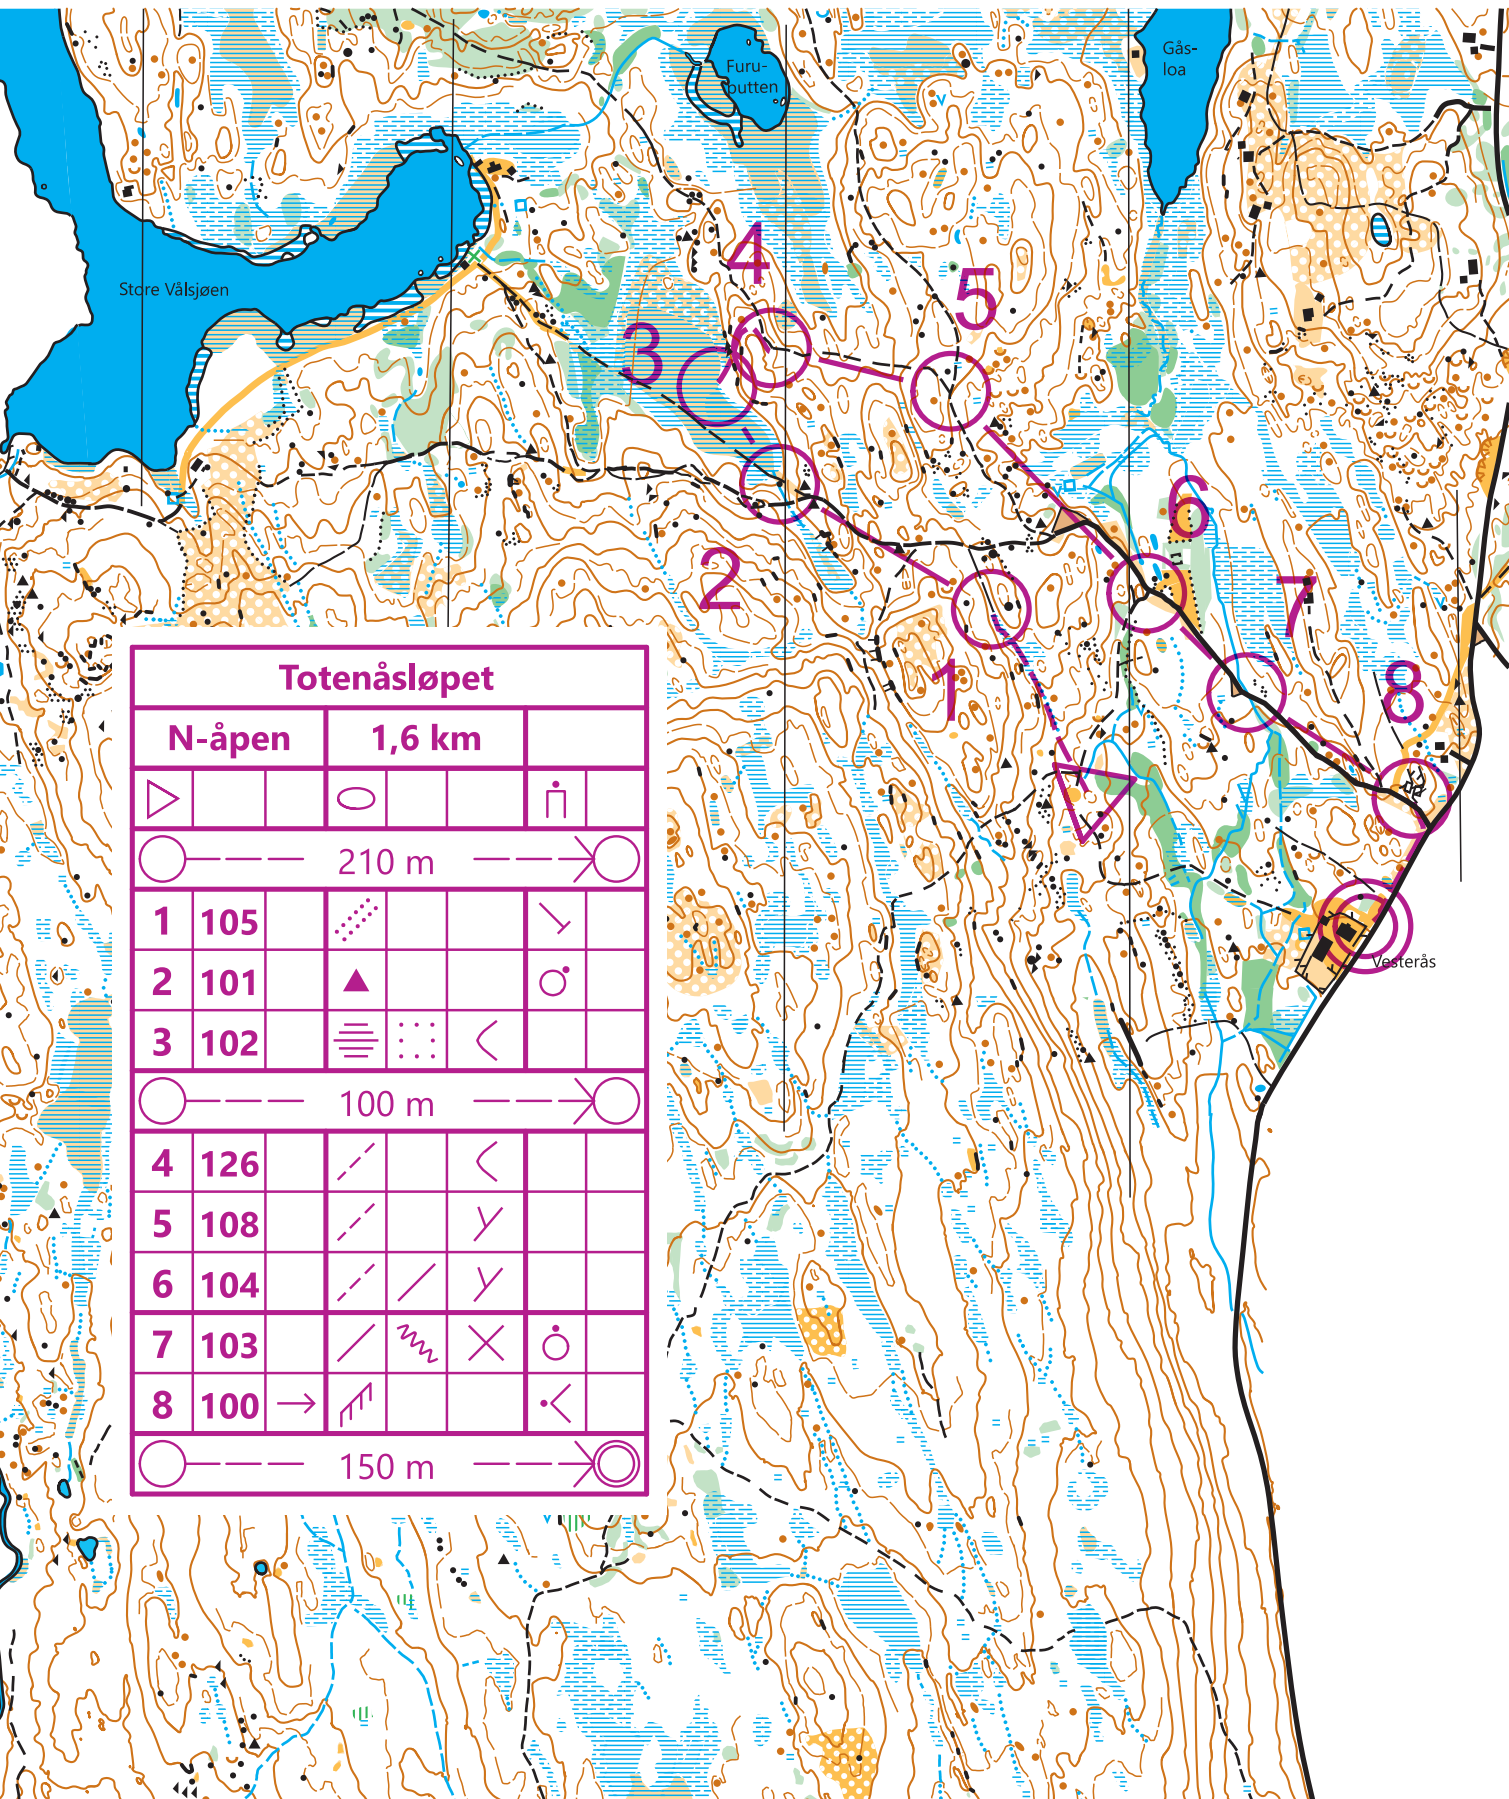 Gås-
loa
Furu-
butten
Store Vålsjøen
4
5
3
6
2
7
1
8
Vesterås
Totenåsløpet
N-åpen 1,6 km
210 m
1 105
2 101
3 102
100 m
4 126
5 108
6 104
7 103
8 100
150 m